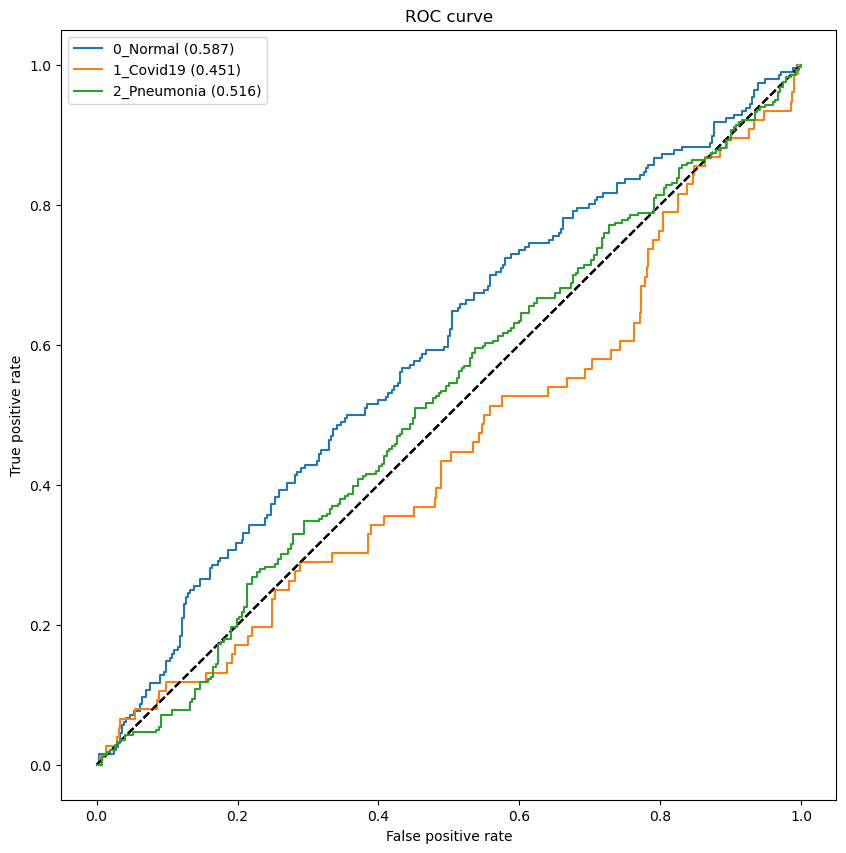 ROC curve
0_Normal (0.587)
1_Covid19 (0.451)
2_Pneumonia (0.516)
1.0
0.8
0.6
0.4
0.2
0.0
True positive rate
0.0 0.2 0.4 0.6 0.8 1.0
False positive rate